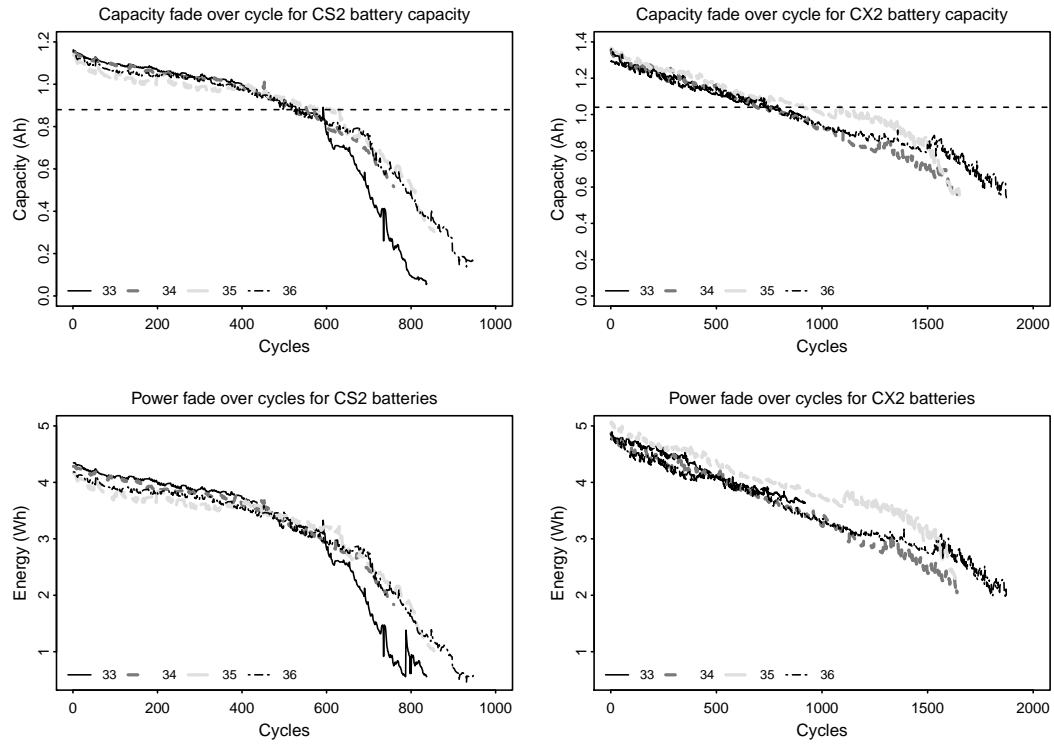 Capacity fade over cycle for CS2 battery capacity
Capacity (Ah)
1.2
1.0
0.8
0.6
0.4
0.2
0.0
33 34 35 36
0 200 400 600 800 1000
Cycles
Capacity fade over cycle for CX2 battery capacity
Capacity (Ah)
1.4
1.2
1.0
0.8
0.6
0.4
0.2
0.0
33 34 35 36
0 500 1000 1500 2000
Cycles
Power fade over cycles for CS2 batteries
Energy (Wh)
5
4
3
2
1
33 34 35 36
0 200 400 600 800 1000
Cycles
Power fade over cycles for CX2 batteries
Energy (Wh)
5
4
3
2
1
33 34 35 36
0 500 1000 1500 2000
Cycles